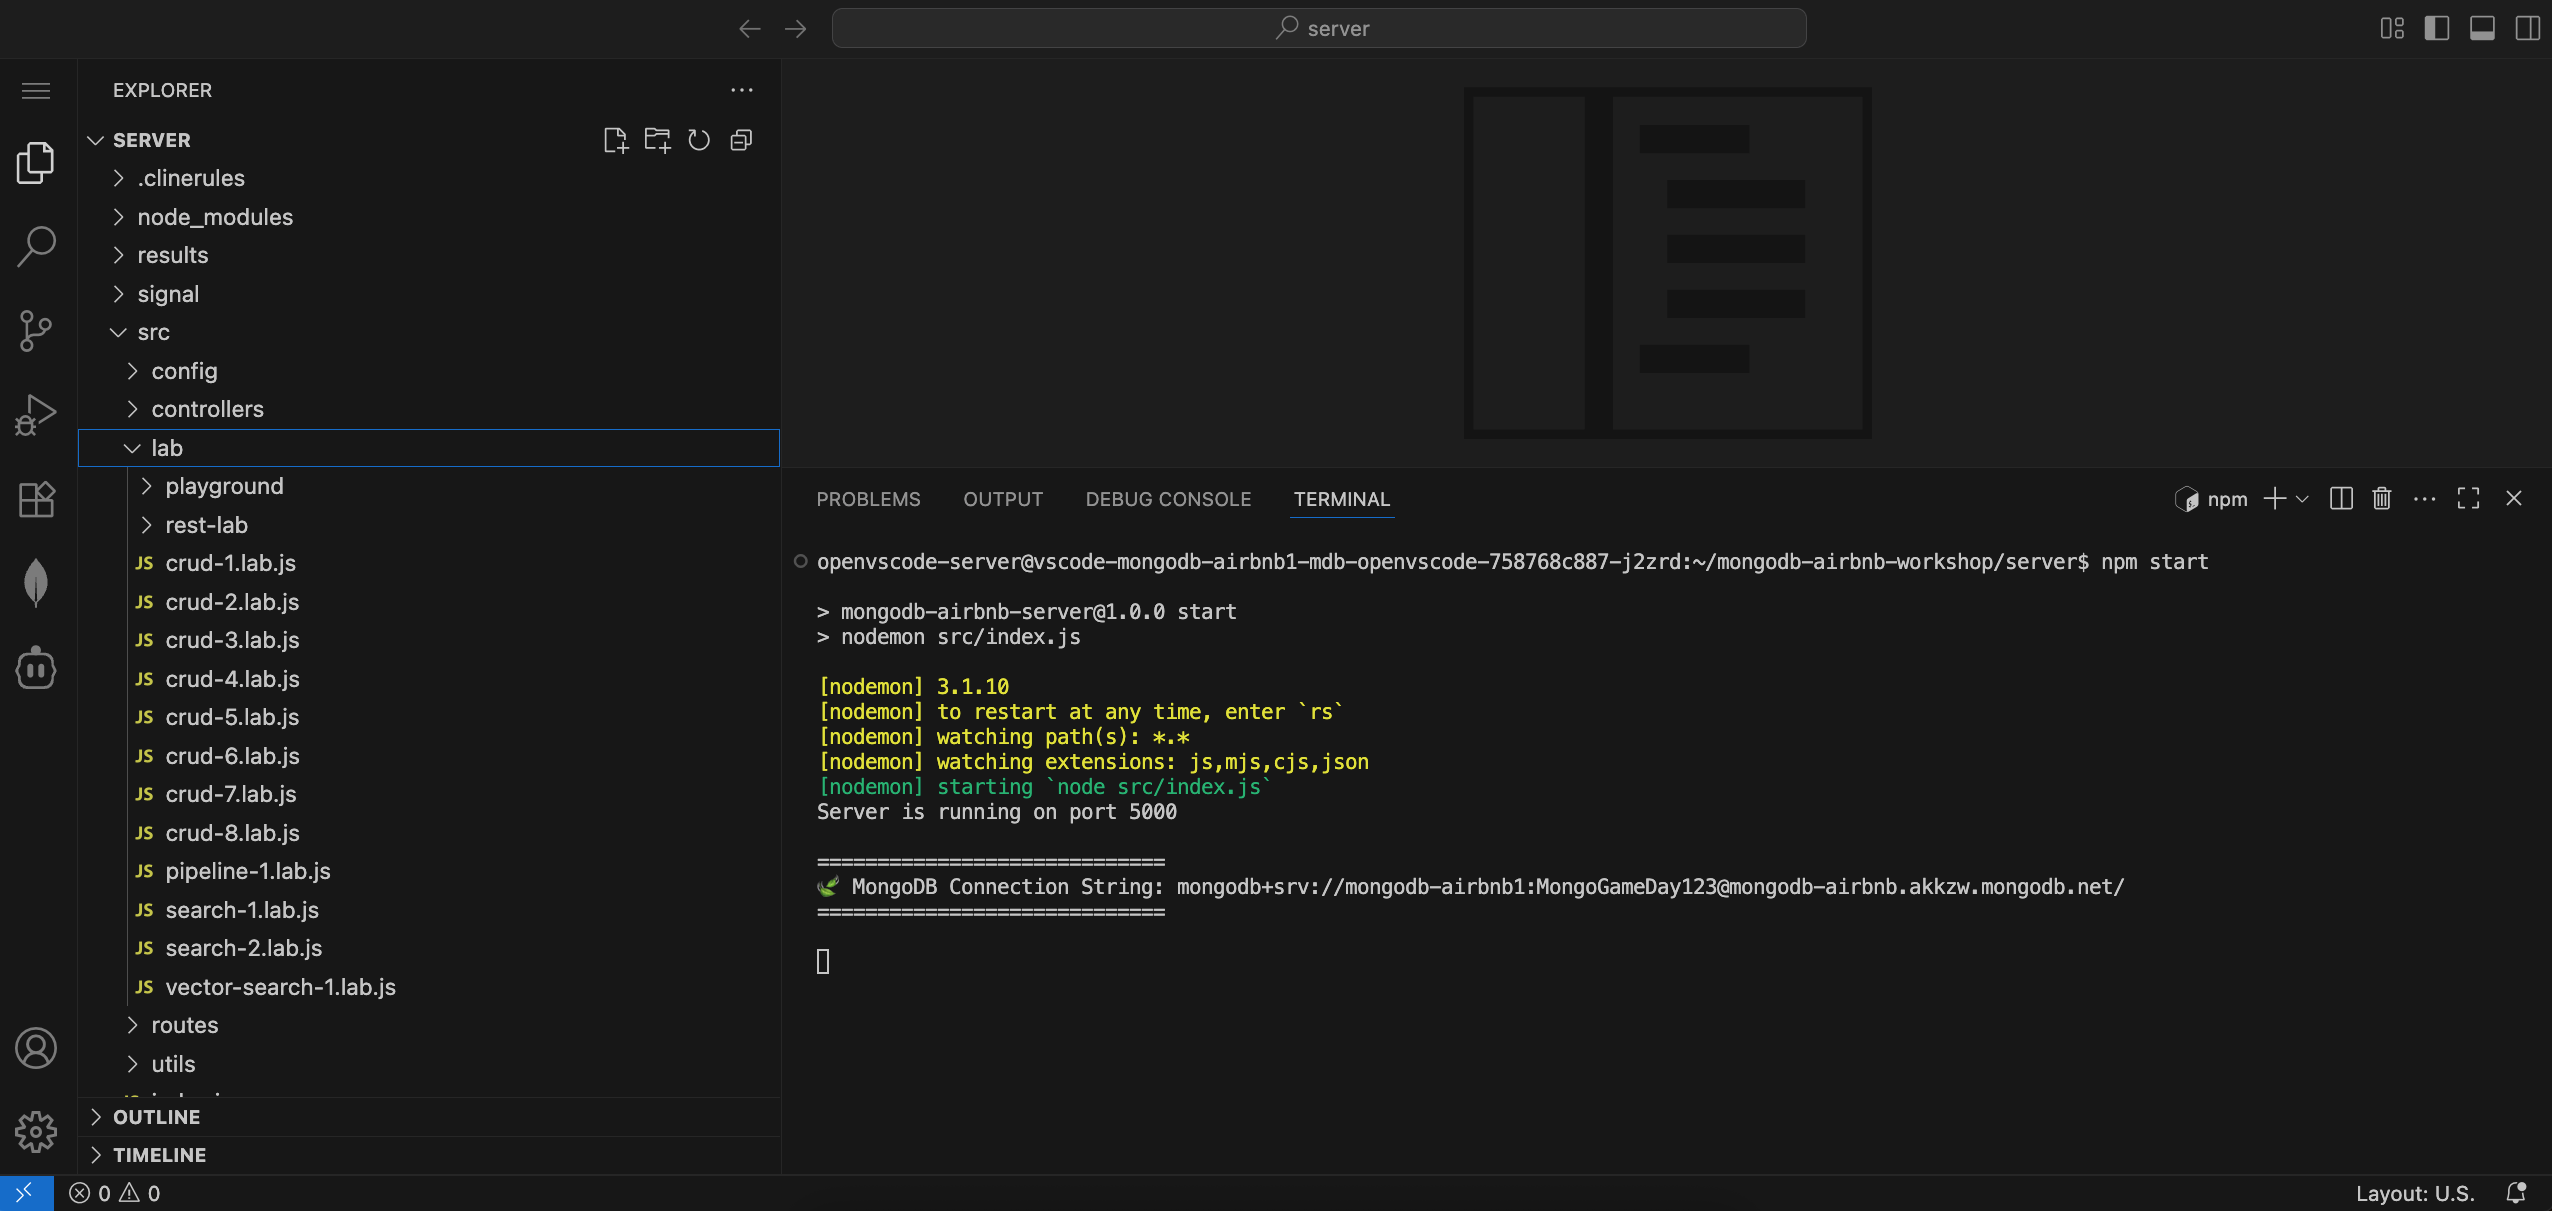 server
EXPLORER
SERVER
.clinerules
node_modules
results
signal
src
config
controllers
lab
playground
rest-lab
JS crud-1.lab.js
JS crud-2.lab.js
JS crud-3.lab.js
JS crud-4.lab.js
JS crud-5.lab.js
JS crud-6.lab.js
JS crud-7.lab.js
JS crud-8.lab.js
JS pipeline-1.lab.js
JS search-1.lab.js
JS search-2.lab.js
JS vector-search-1.lab.js
routes
utils
OUTLINE
TIMELINE
PROBLEMS OUTPUT DEBUG CONSOLE TERMINAL
npm
openvscode-server@vscode-mongodb-airbnb1-mdb-openvscode-758768c887-j2zrd:~/mongodb-airbnb-workshop/server$ npm start
> mongodb-airbnb-server@1.0.0 start
> nodemon src/index.js
[nodemon] 3.1.10
[nodemon] to restart at any time, enter `rs`
[nodemon] watching path(s): *.*
[nodemon] watching extensions: js,mjs,cjs,json
[nodemon] starting `node src/index.js`
Server is running on port 5000
=============================
MongoDB Connection String: mongodb+srv://mongodb-airbnb1:MongoGameDay123@mongodb-airbnb.akkzw.mongodb.net/
=============================
0 0
Layout: U.S.